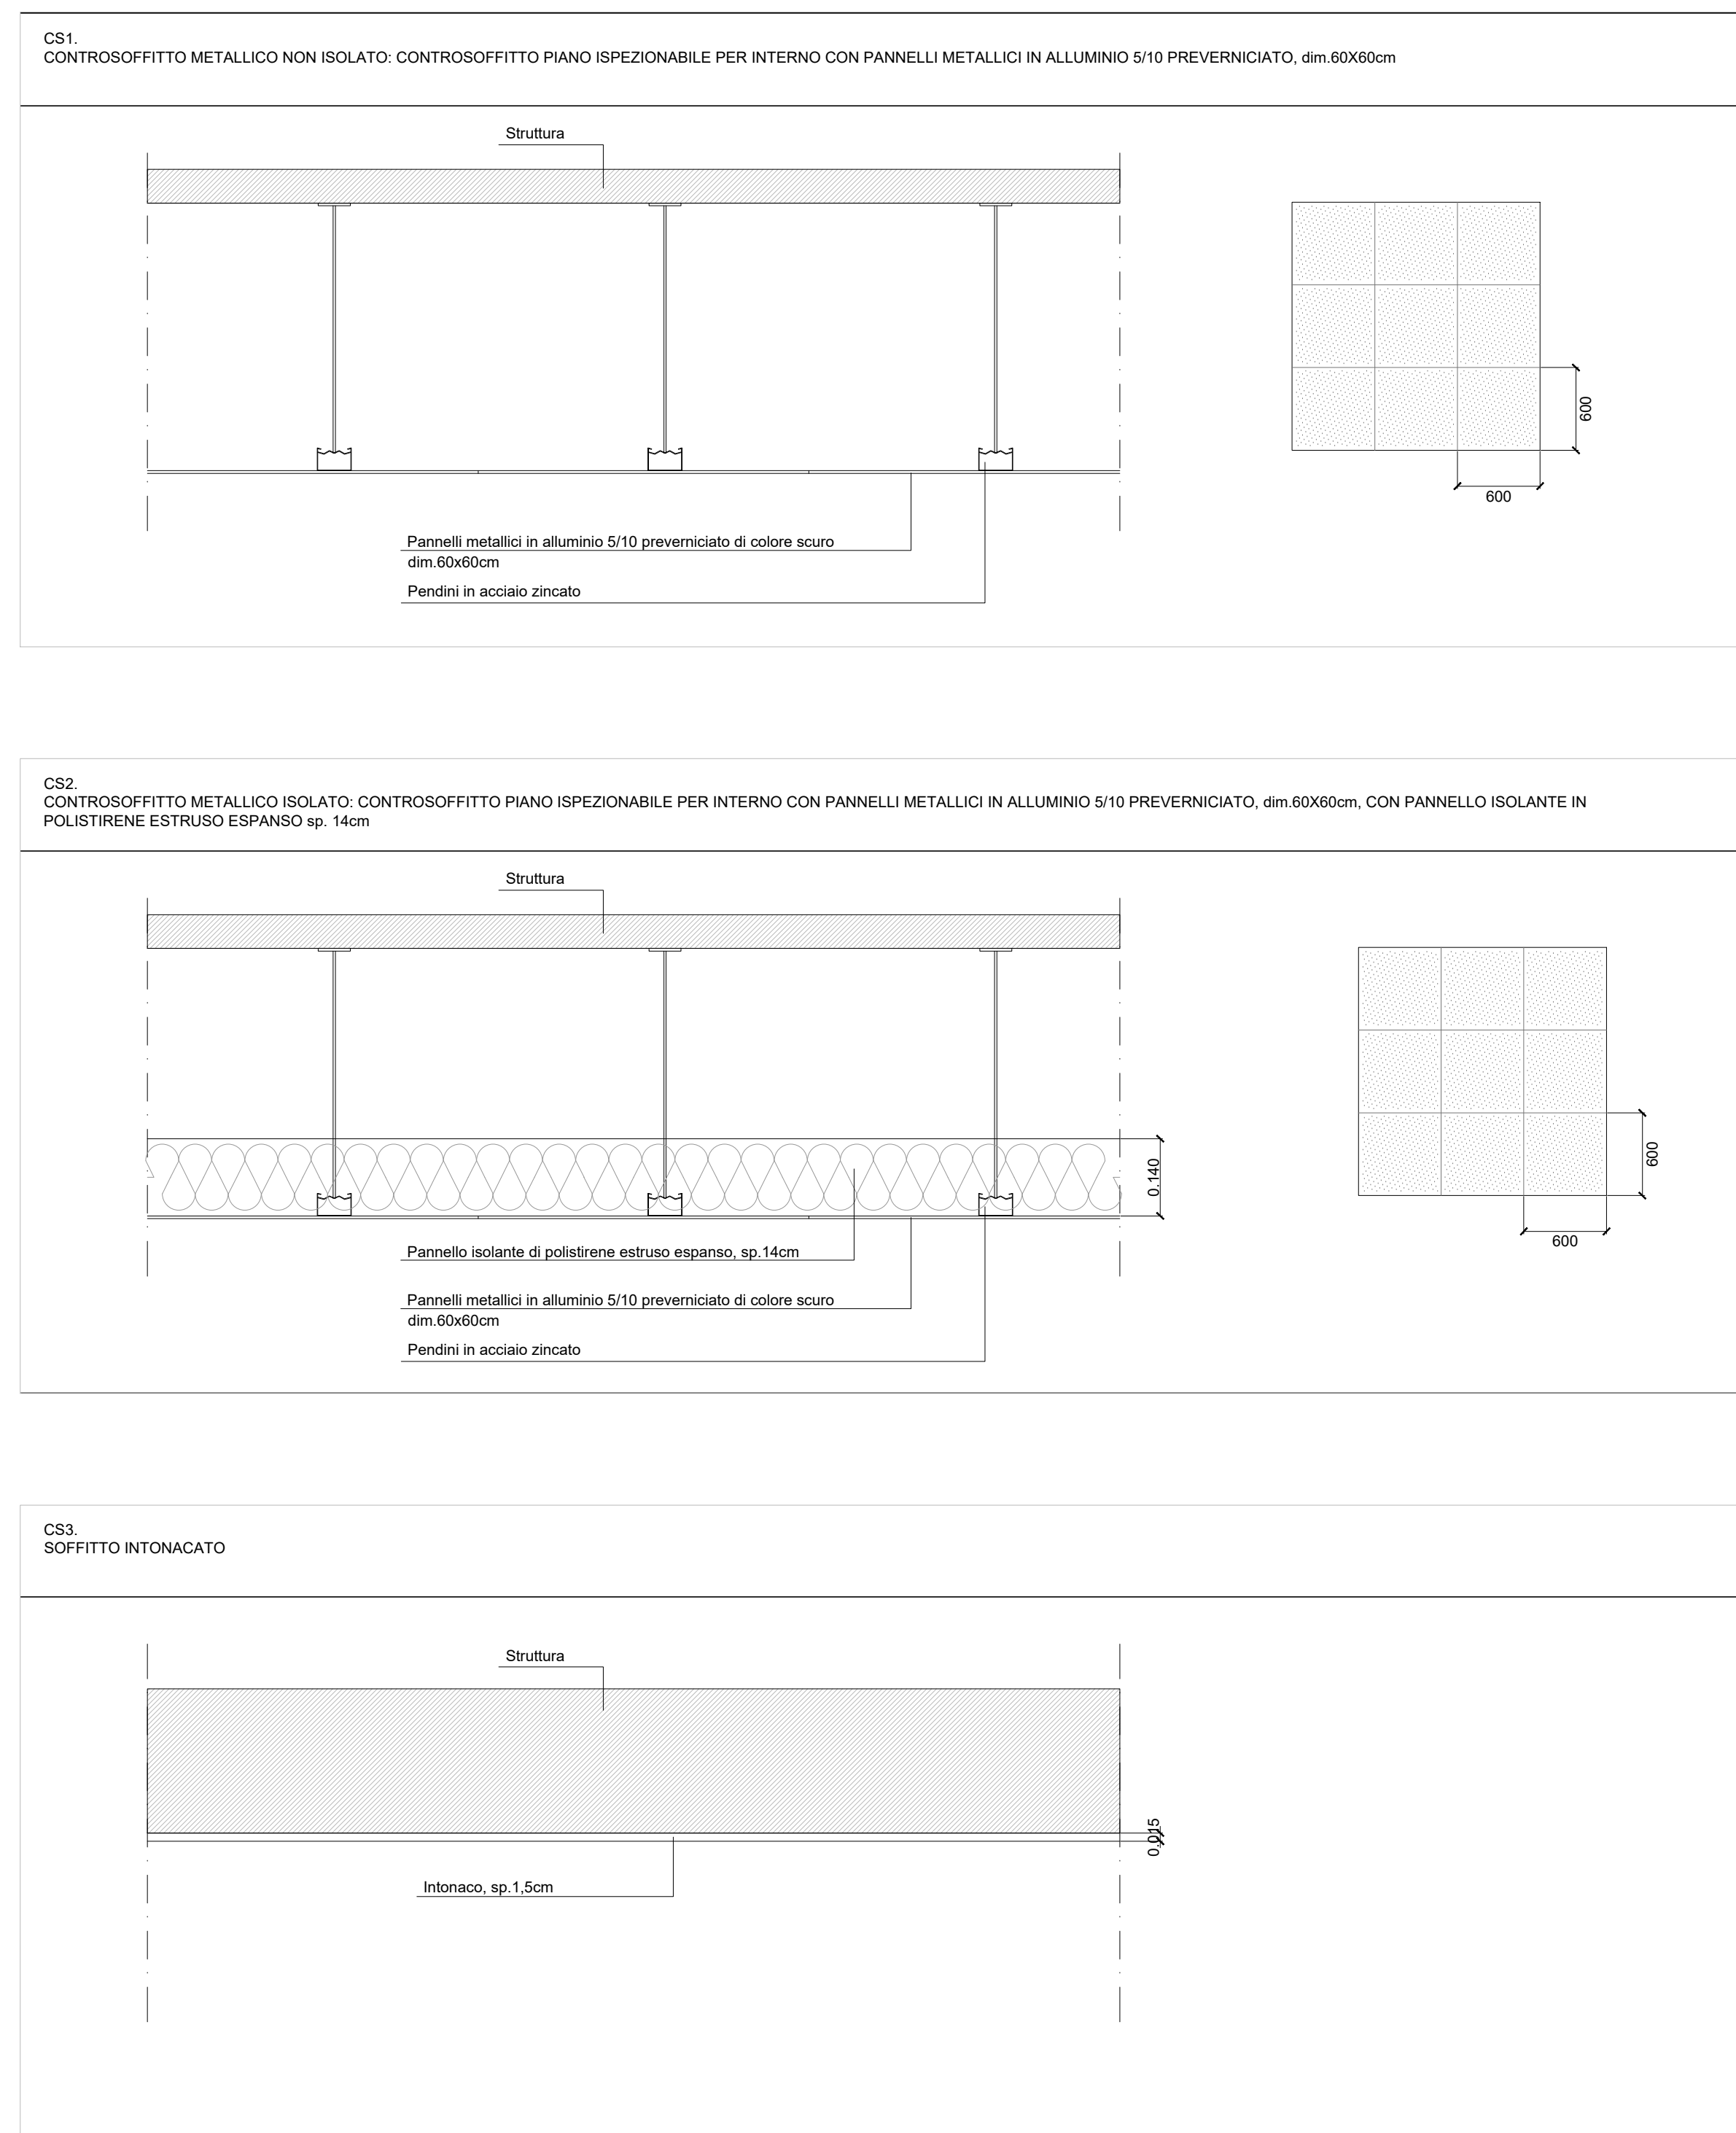 CS1.
CONTROSOFFITTO METALLICO NON ISOLATO: CONTROSOFFITTO PIANO ISPEZIONABILE PER INTERNO CON PANNELLI METALLICI IN ALLUMINIO 5/10 PREVERNICIATO, dim.60X60cm
Struttura
600
600
Pannelli metallici in alluminio 5/10 preverniciato di colore scuro
dim.60x60cm
Pendini in acciaio zincato
CS2.
CONTROSOFFITTO METALLICO ISOLATO: CONTROSOFFITTO PIANO ISPEZIONABILE PER INTERNO CON PANNELLI METALLICI IN ALLUMINIO 5/10 PREVERNICIATO, dim.60X60cm, CON PANNELLO ISOLANTE IN
POLISTIRENE ESTRUSO ESPANSO sp. 14cm
Struttura
0.140
600
600
Pannello isolante di polistirene estruso espanso, sp.14cm
Pannelli metallici in alluminio 5/10 preverniciato di colore scuro
dim.60x60cm
Pendini in acciaio zincato
CS3.
SOFFITTO INTONACATO
Struttura
0.015
Intonaco, sp.1,5cm